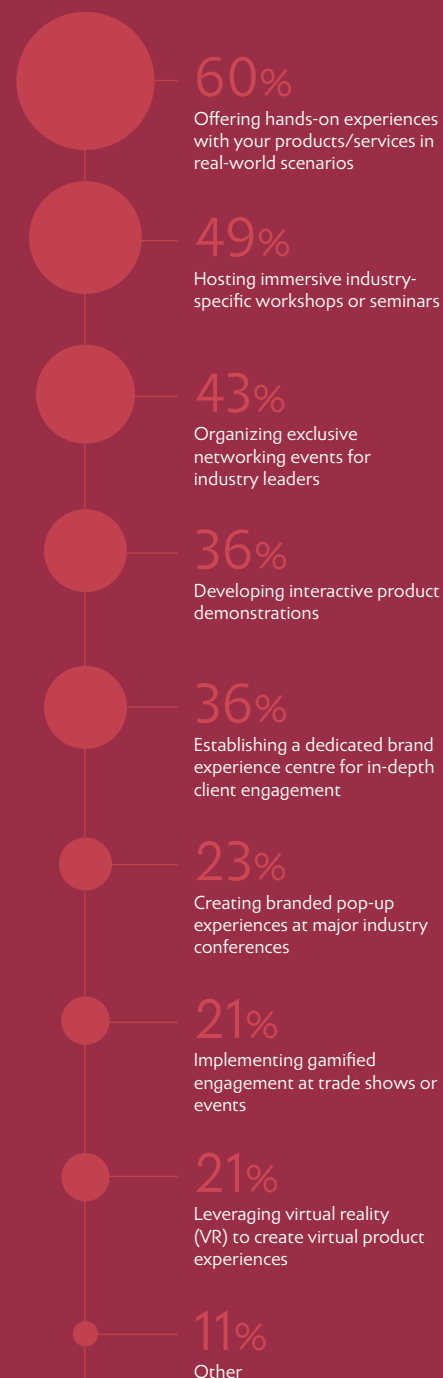 60%
Offering hands-on experiences
with your products/services in
real-world scenarios
49%
Hosting immersive industry-
specific workshops or seminars
43%
Organizing exclusive
networking events for
industry leaders
36%
Developing interactive product
demonstrations
36%
Establishing a dedicated brand
experience centre for in-depth
client engagement
23%
Creating branded pop-up
experiences at major industry
conferences
21%
Implementing gamified
engagement at trade shows or
events
21%
Leveraging virtual reality
(VR) to create virtual product
experiences
11%
Other